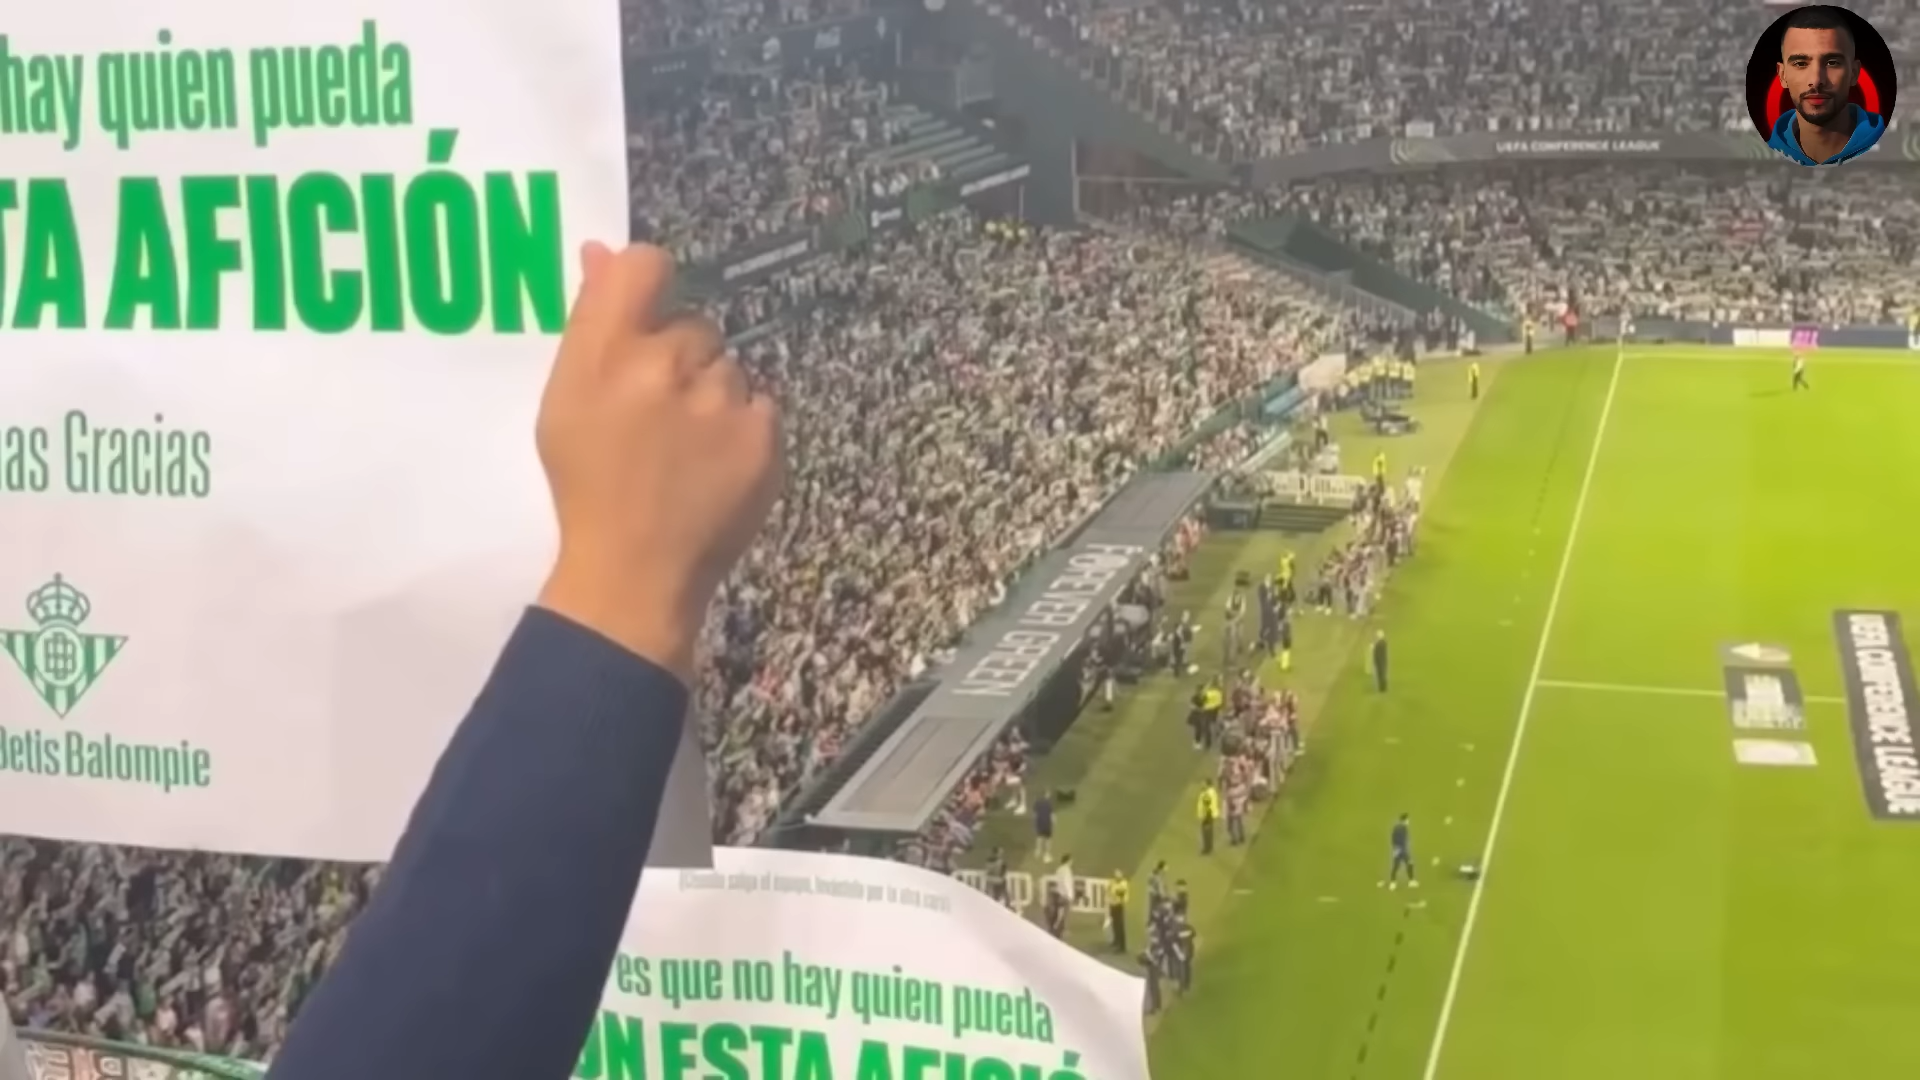 hay quien pueda
TA AFICIÓN
as Gracias
Betis Balompie
UEFA CONFERENCE LEAGUE
FOREVER GREEN
UEFA CONFERENCE LEAGUE
es que no hay quien pueda
ON ESTA AFICIÓ